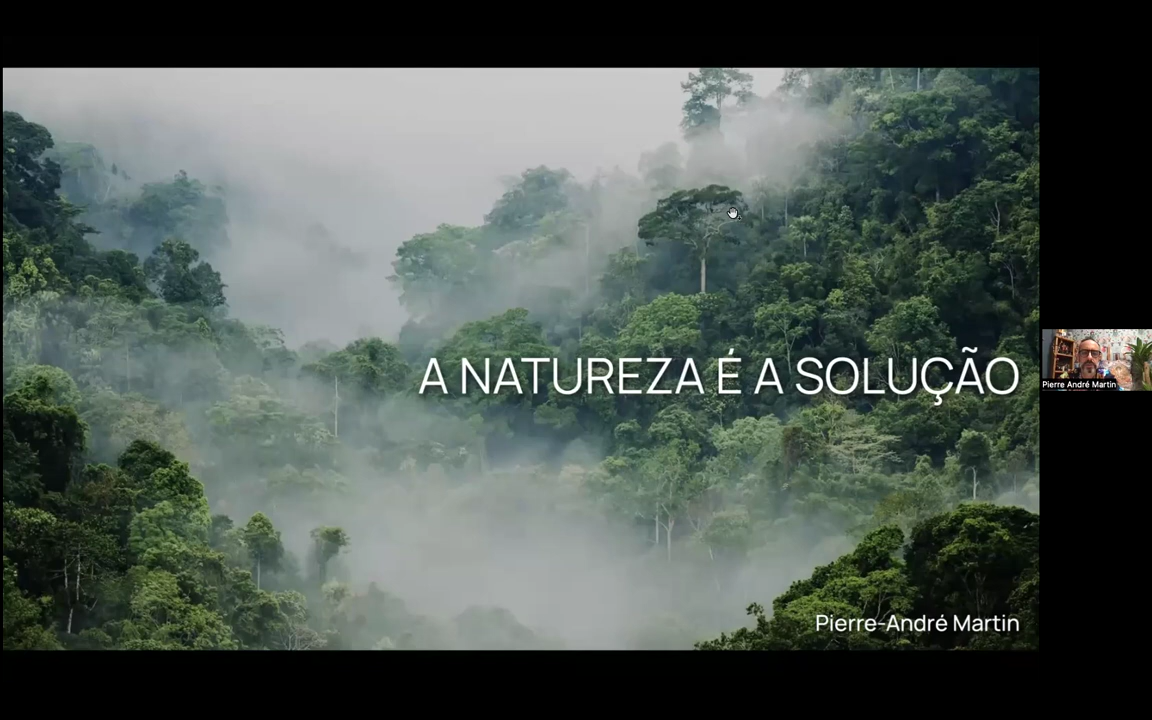 A NATUREZA É A SOLUÇÃO
Pierre André Martin
Pierre-André Martin